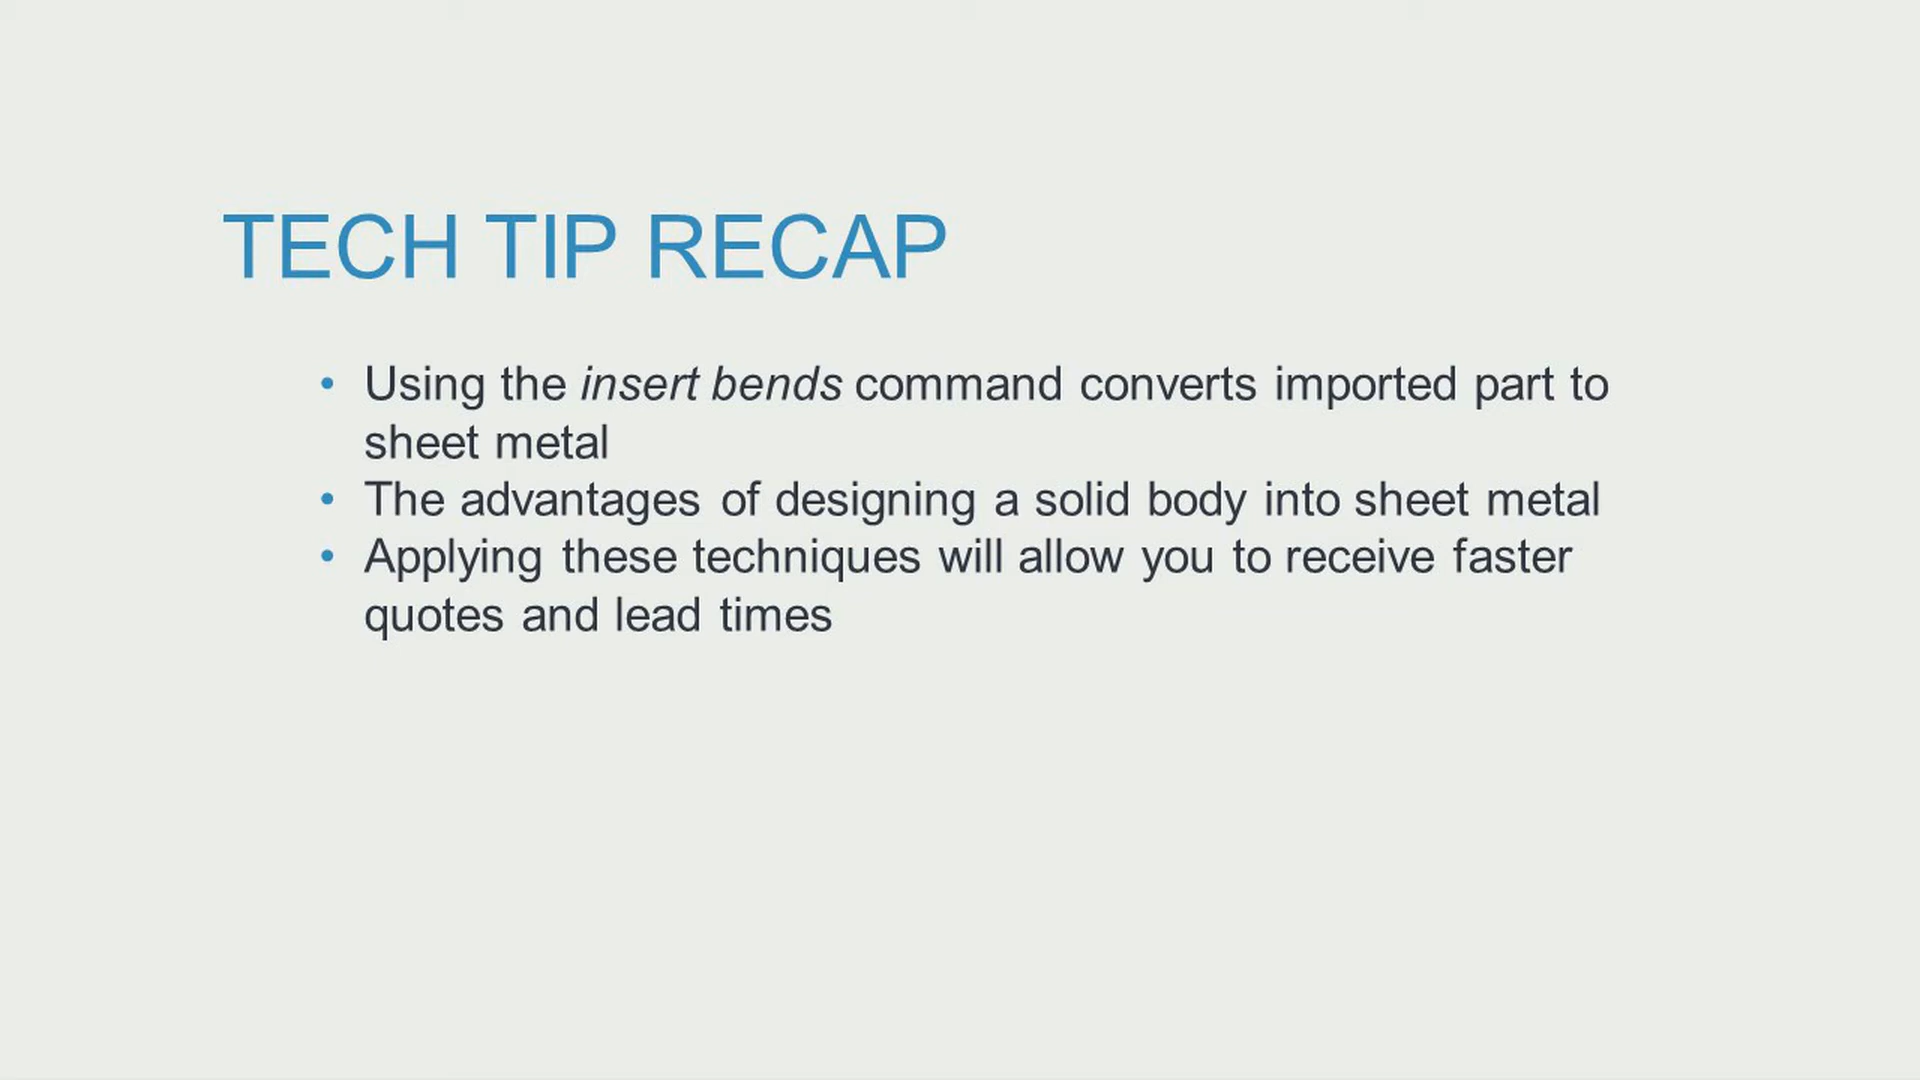 TECH TIP RECAP
• Using the insert bends command converts imported part to
sheet metal
• The advantages of designing a solid body into sheet metal
• Applying these techniques will allow you to receive faster
quotes and lead times